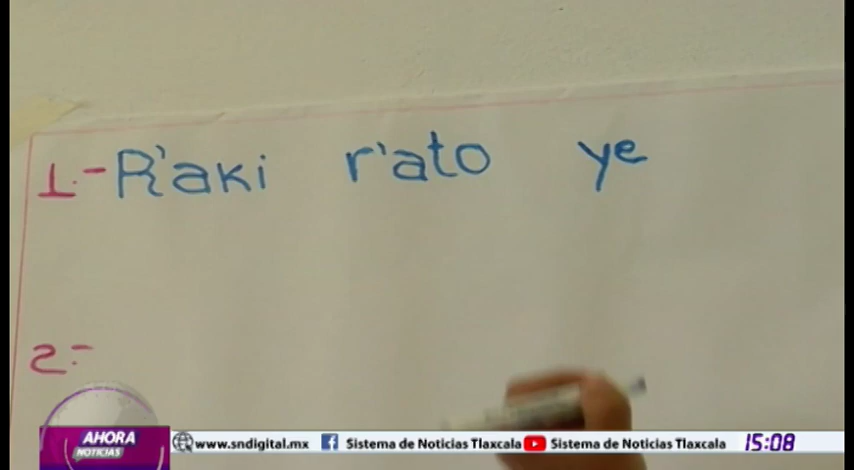 1.- R'aki r'ato ye
2.-
AHORA
NOTICIAS
www.sndigital.mx Sistema de Noticias Tlaxcala Sistema de Noticias Tlaxcala 15:08